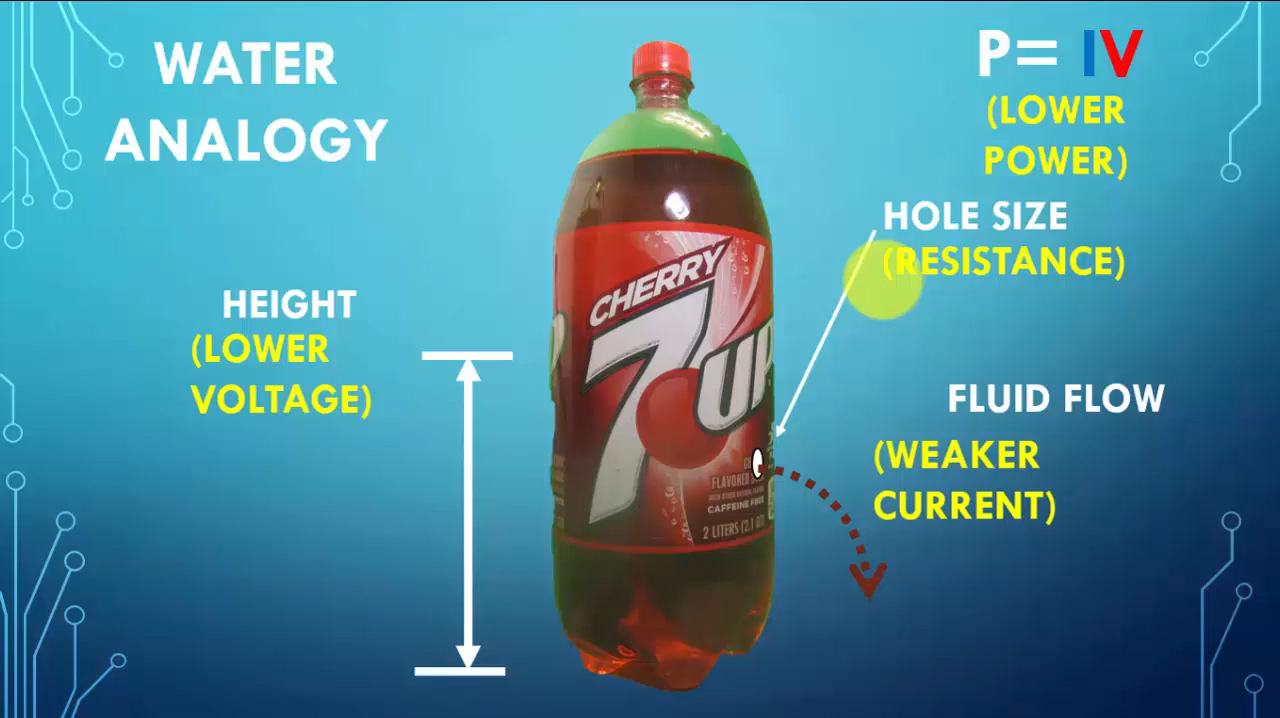 WATER
ANALOGY
P= IV
(LOWER
POWER)
HOLE SIZE
(RESISTANCE)
HEIGHT
(LOWER
VOLTAGE)
FLUID FLOW
(WEAKER
CURRENT)
CHERRY
7UP
FLAVORED
CAFFEINE FREE
2 LITERS (2.1